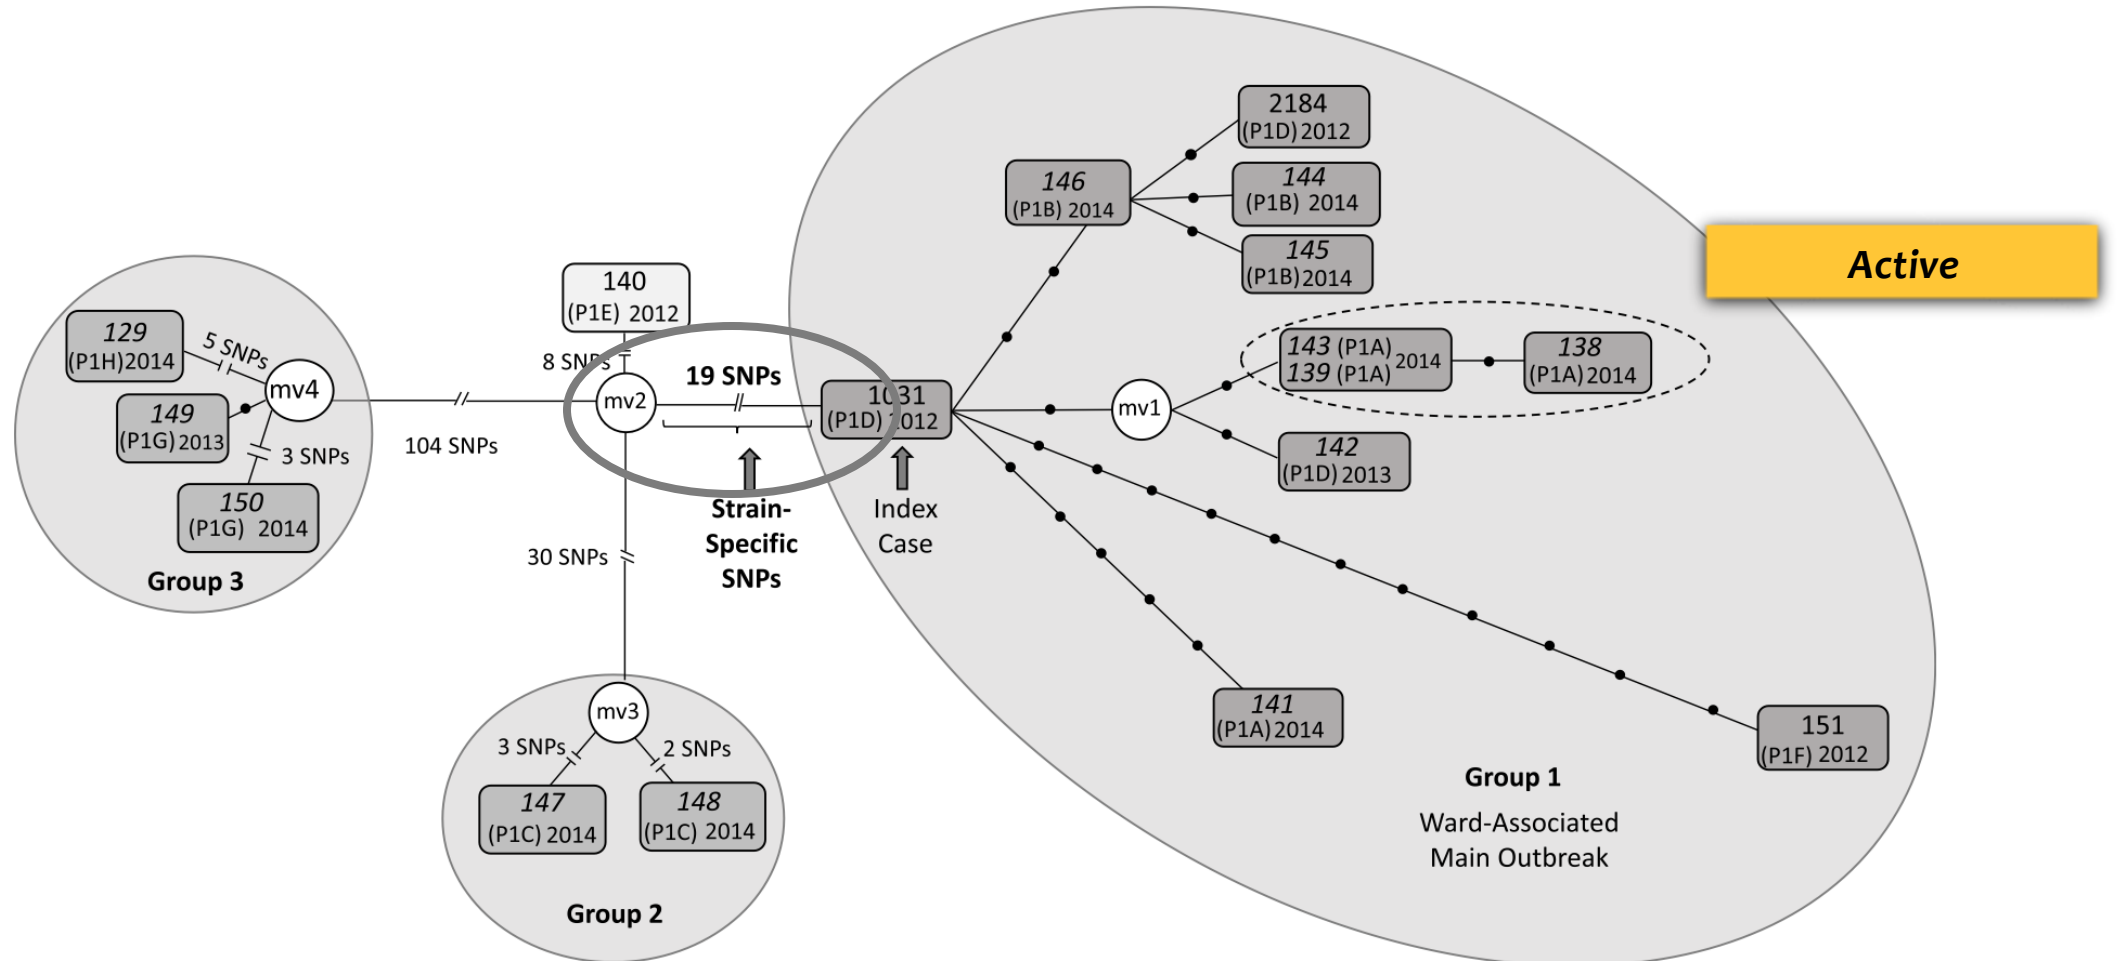 2184
(P1D) 2012
146
(P1B) 2014
144
(P1B) 2014
145
(P1B) 2014
Active
140
(P1E) 2012
129
(P1H) 2014
5 SNPs
mv4
149
(P1G) 2013
3 SNPs
150
(P1G) 2014
Group 3
104 SNPs
8 SNPs
mv2
19 SNPs
1031
(P1D) 2012
Strain-
Specific
SNPs
Index
Case
mv1
143 (P1A)
139 (P1A)
2014
138
(P1A) 2014
142
(P1D) 2013
30 SNPs
mv3
3 SNPs
2 SNPs
147
(P1C) 2014
148
(P1C) 2014
Group 2
141
(P1A) 2014
151
(P1F) 2012
Group 1
Ward-Associated
Main Outbreak